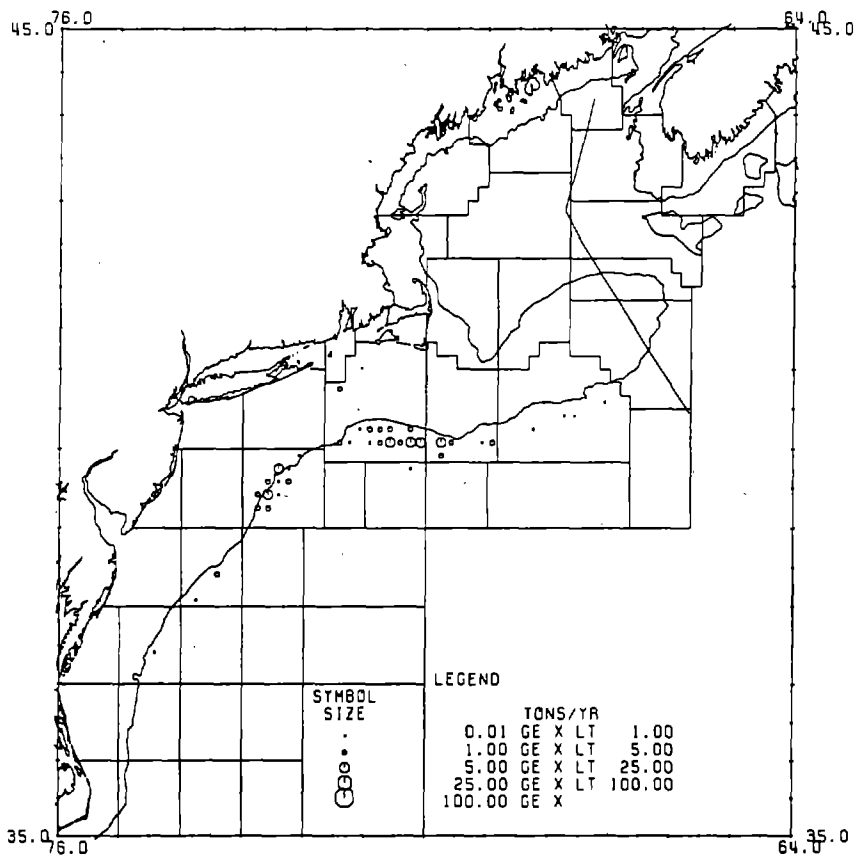 76.0 64.0
45.0 45.0
LEGEND
SYMBOL
SIZE
TONS/YR
0.01 GE X LT 1.00
1.00 GE X LT 5.00
5.00 GE X LT 25.00
25.00 GE X LT 100.00
100.00 GE X
35.0 35.0
76.0 64.0